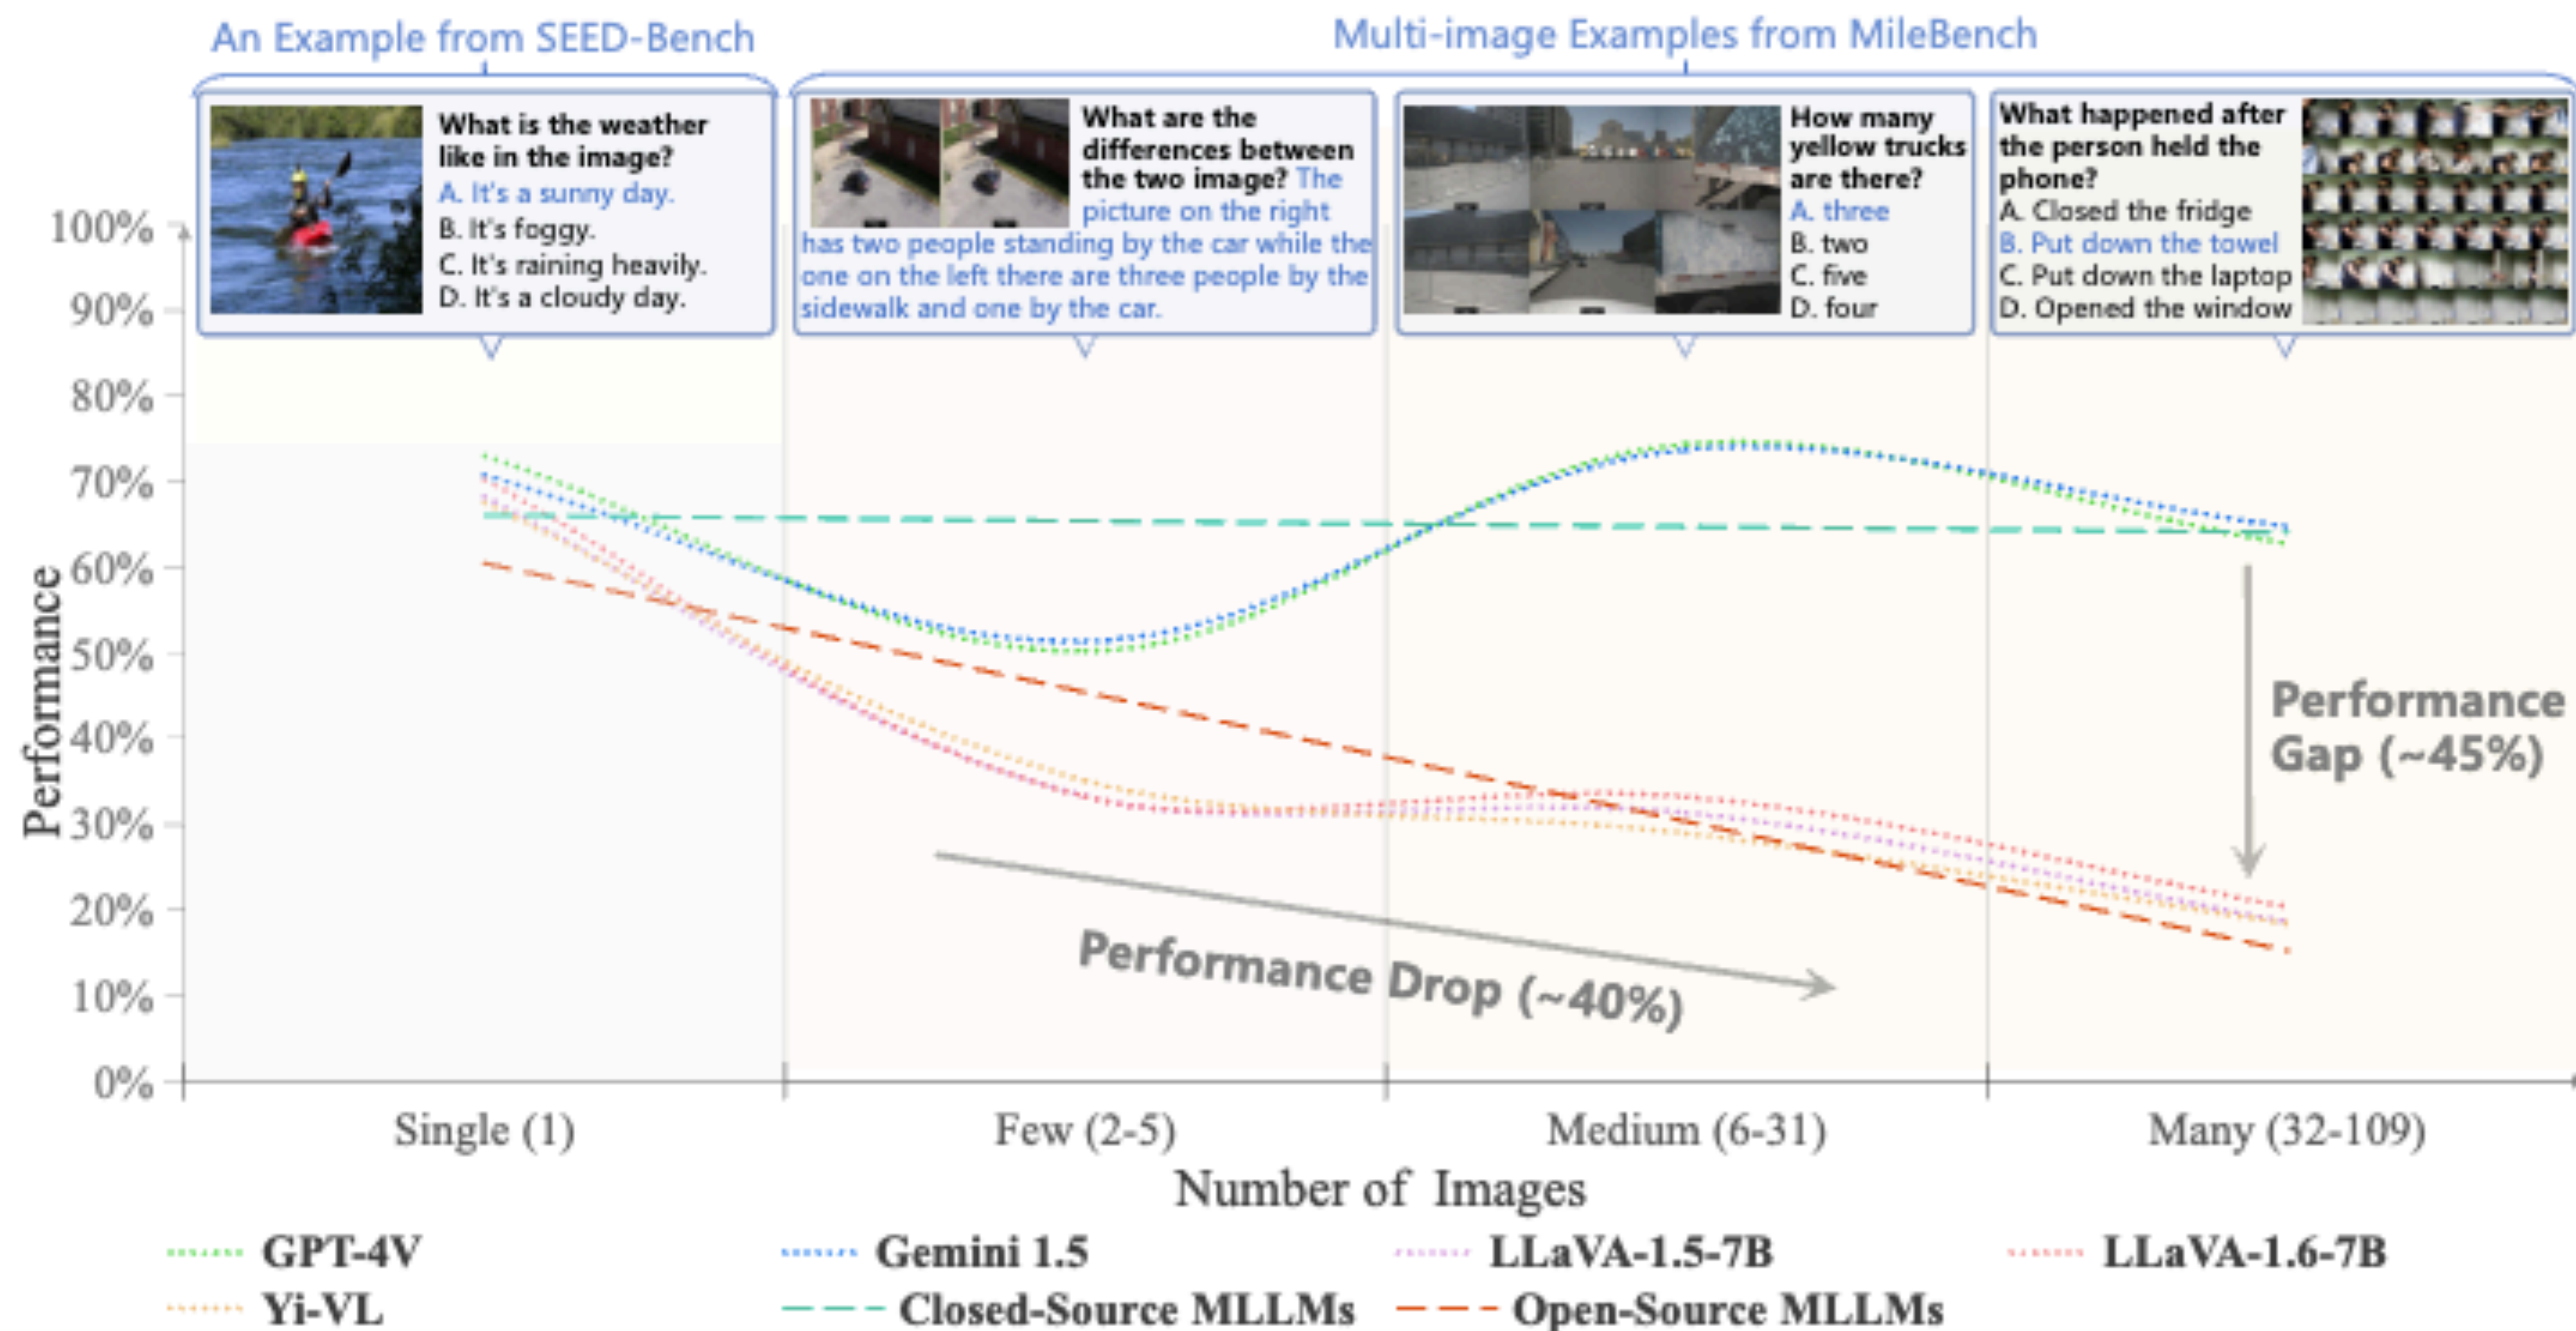 An Example from SEED-Bench
Multi-image Examples from MileBench
What is the weather
like in the image?
A. It's a sunny day.
B. It's foggy.
C. It's raining heavily.
D. It's a cloudy day.
What are the
differences between
the two image? The
picture on the right
has two people standing by the car while the
one on the left there are three people by the
sidewalk and one by the car.
How many
yellow trucks
are there?
A. three
B. two
C. five
D. four
What happened after
the person held the
phone?
A. Closed the fridge
B. Put down the towel
C. Put down the laptop
D. Opened the window
100%
90%
80%
70%
60%
50%
40%
30%
20%
10%
0%
Performance
Performance
Gap (~45%)
Performance Drop (~40%)
Single (1)
Few (2-5)
Medium (6-31)
Many (32-109)
Number of Images
GPT-4V
Gemini 1.5
LLaVA-1.5-7B
LLaVA-1.6-7B
Yi-VL
Closed-Source MLLMs
Open-Source MLLMs